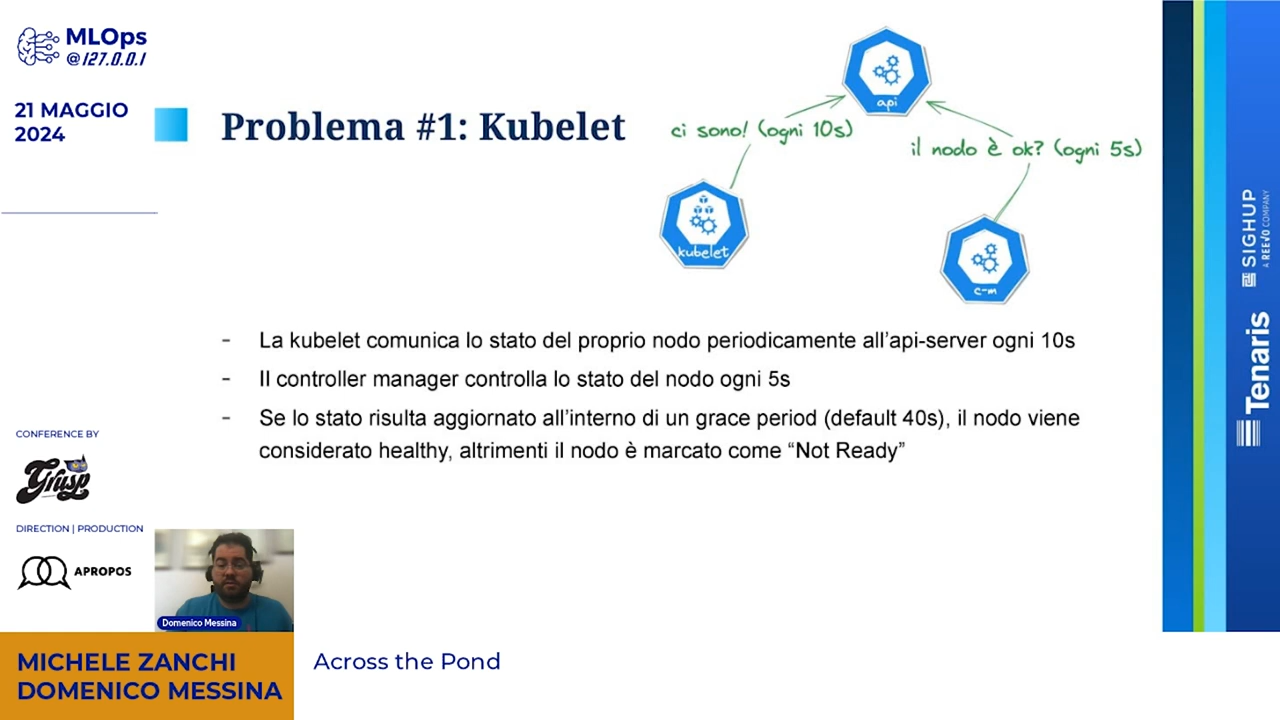 MLOps
@127.0.0.1
21 MAGGIO
2024
Problema #1: Kubelet
api
ci sono! (ogni 10s)
il nodo è ok? (ogni 5s)
kubelet
c-m
- La kubelet comunica lo stato del proprio nodo periodicamente all’api-server ogni 10s
- Il controller manager controlla lo stato del nodo ogni 5s
- Se lo stato risulta aggiornato all’interno di un grace period (default 40s), il nodo viene
considerato healthy, altrimenti il nodo è marcato come “Not Ready”
SIGHUP
A REEVO COMPANY
Tenaris
CONFERENCE BY
Grusp
DIRECTION | PRODUCTION
APROPOS
Domenico Messina
MICHELE ZANCHI
DOMENICO MESSINA
Across the Pond